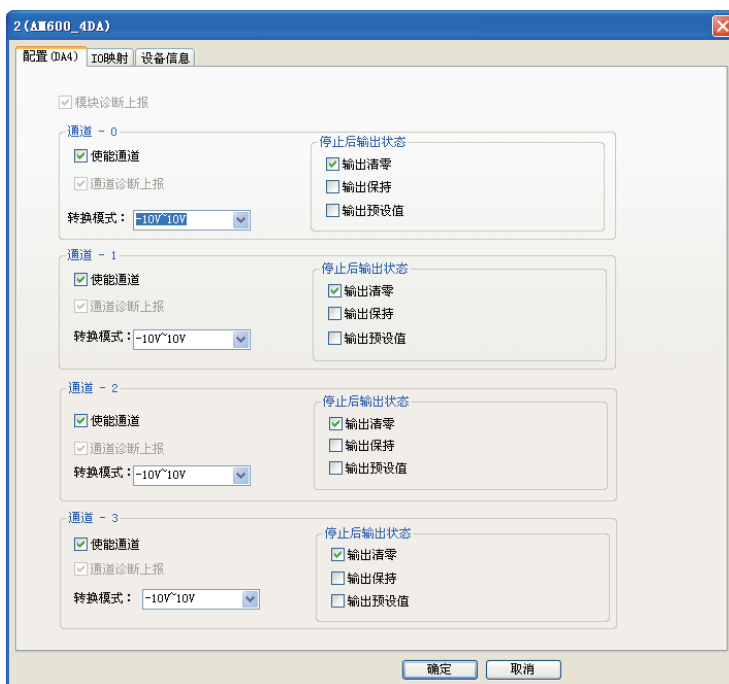 2(AM600_4DA)
配置(DA4) IO映射 设备信息
模块诊断上报
通道 - 0
停止后输出状态
使能通道
输出清零
通道诊断上报
输出保持
转换模式： -10V~10V
输出预设值
通道 - 1
停止后输出状态
使能通道
输出清零
通道诊断上报
输出保持
转换模式：-10V~10V
输出预设值
通道 - 2
停止后输出状态
使能通道
输出清零
通道诊断上报
输出保持
转换模式：-10V~10V
输出预设值
通道 - 3
停止后输出状态
使能通道
输出清零
通道诊断上报
输出保持
转换模式： -10V~10V
输出预设值
确定 取消